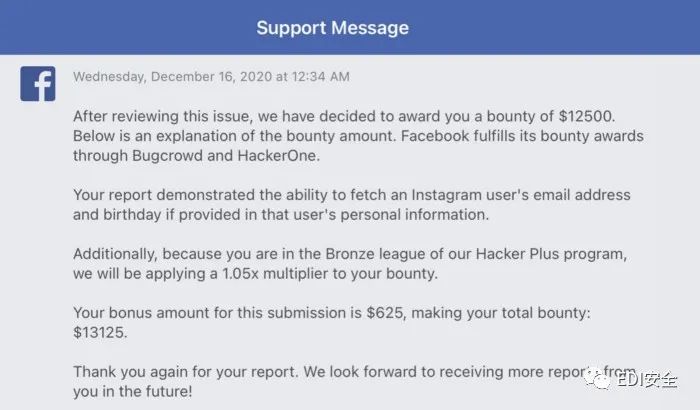 Support Message
Wednesday, December 16, 2020 at 12:34 AM
After reviewing this issue, we have decided to award you a bounty of $12500.
Below is an explanation of the bounty amount. Facebook fulfills its bounty awards
through Bugcrowd and HackerOne.
Your report demonstrated the ability to fetch an Instagram user's email address
and birthday if provided in that user's personal information.
Additionally, because you are in the Bronze league of our Hacker Plus program,
we will be applying a 1.05x multiplier to your bounty.
Your bonus amount for this submission is $625, making your total bounty:
$13125.
Thank you again for your report. We look forward to receiving more reports from
you in the future!
EDI安全